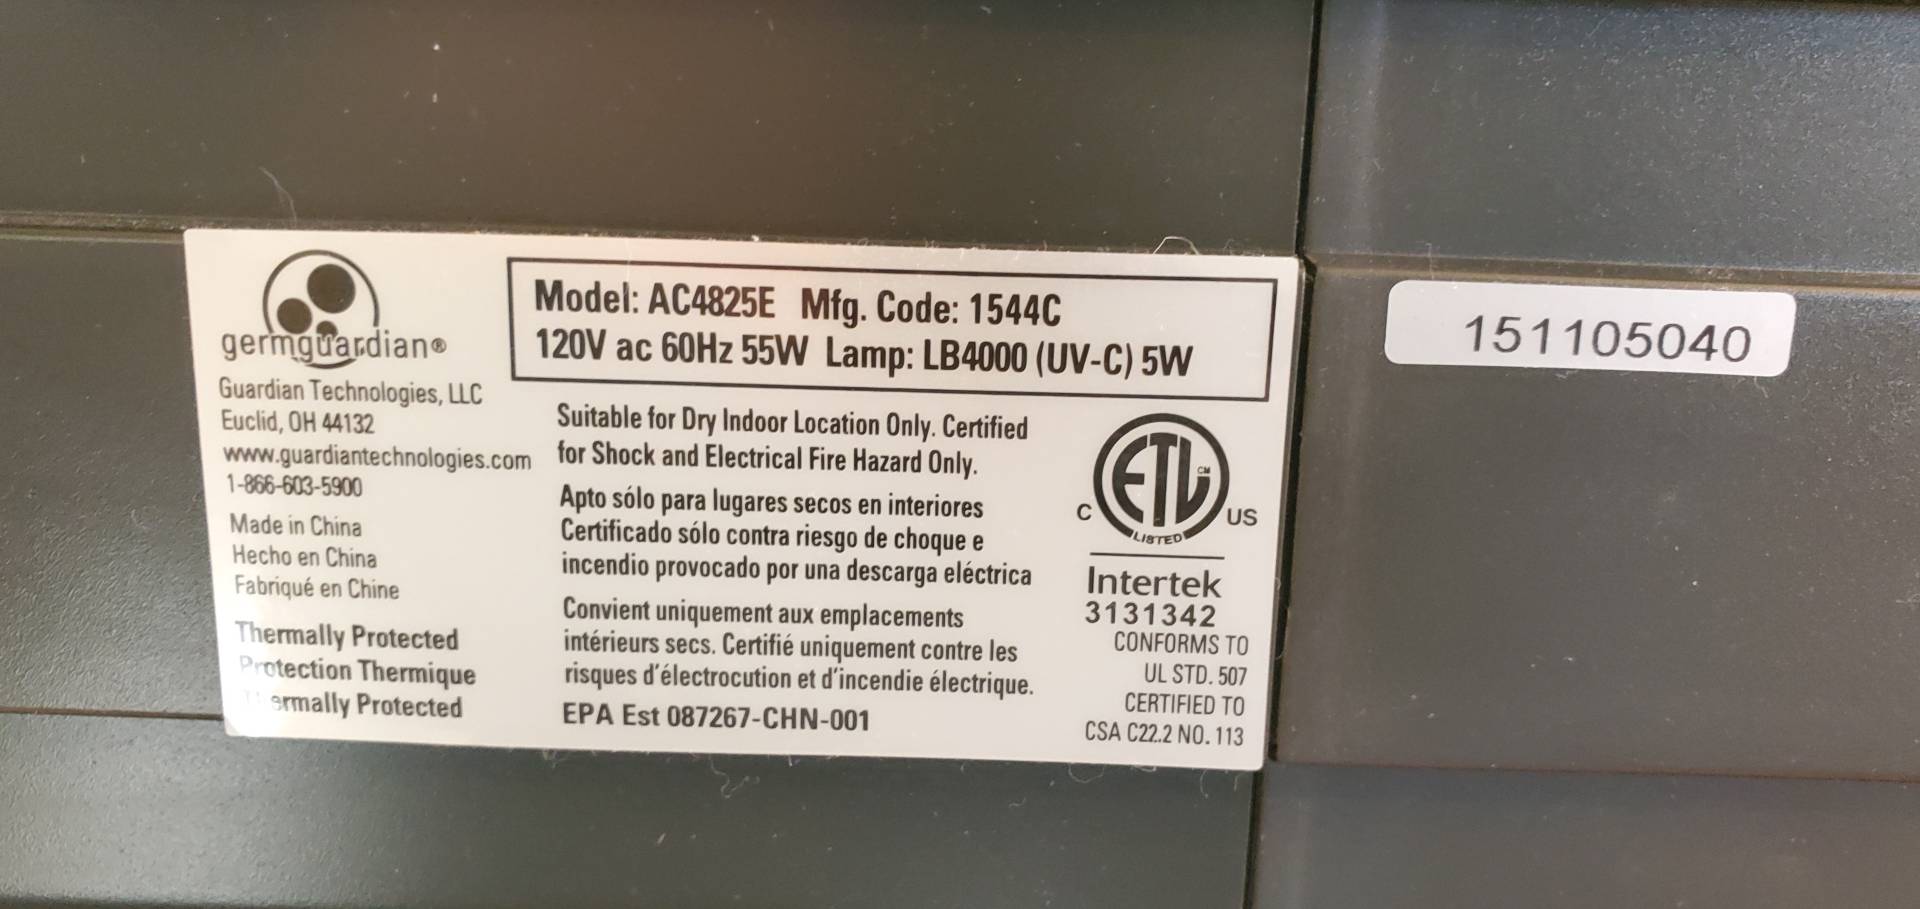 germguardian®
Guardian Technologies, LLC
Euclid, OH 44132
www.guardiantechnologies.com
1-866-603-5900
Made in China
Hecho en China
Fabriqué en Chine
Thermally Protected
Protection Thermique
Thermally Protected
Model: AC4825E Mfg. Code: 1544C
120V ac 60Hz 55W Lamp: LB4000 (UV-C) 5W
Suitable for Dry Indoor Location Only. Certified
for Shock and Electrical Fire Hazard Only.
Apto sólo para lugares secos en interiores
Certificado sólo contra riesgo de choque e
incendio provocado por una descarga eléctrica
Convient uniquement aux emplacements
intérieurs secs. Certifié uniquement contre les
risques d'électrocution et d'incendie électrique.
EPA Est 087267-CHN-001
ETL CM
C US
LISTED
Intertek
3131342
CONFORMS TO
UL STD. 507
CERTIFIED TO
CSA C22.2 NO. 113
151105040